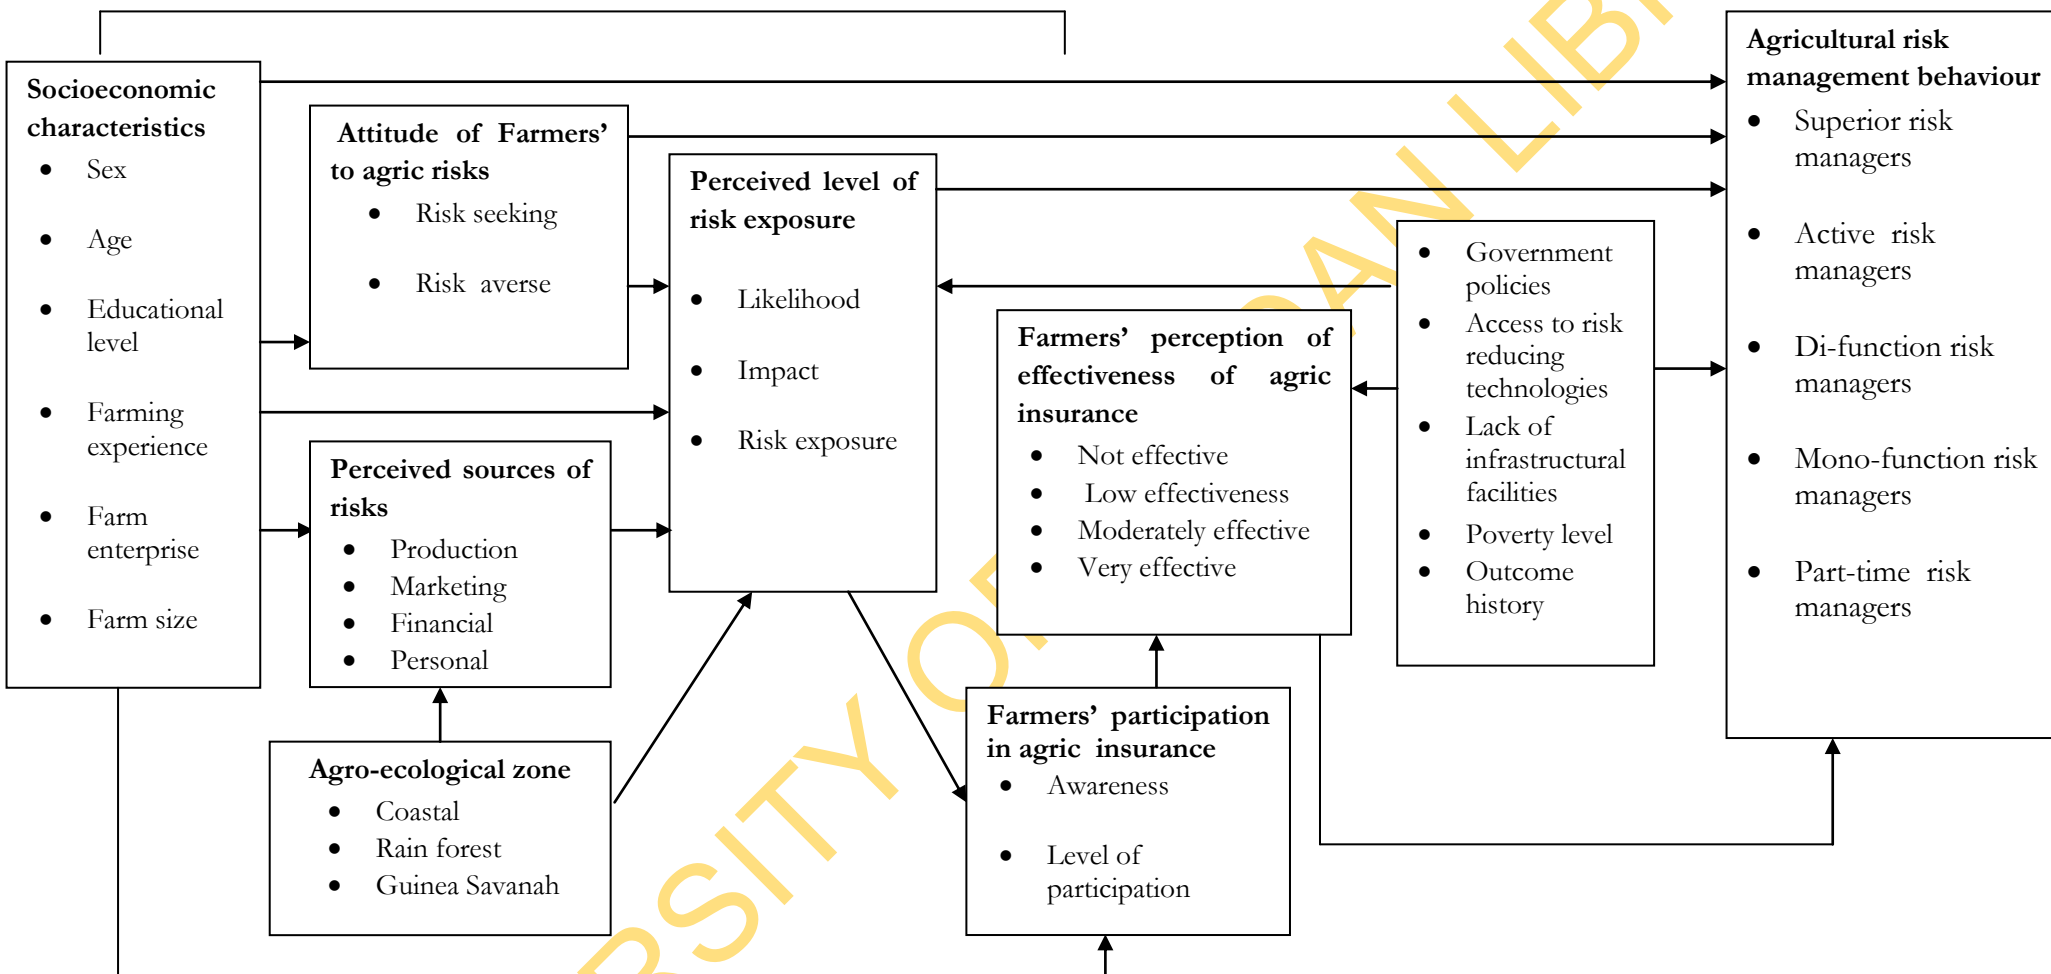 Socioeconomic
characteristics
• Sex
• Age
• Educational
level
• Farming
experience
• Farm
enterprise
• Farm size
Attitude of Farmers’
to agric risks
• Risk seeking
• Risk averse
Perceived sources of
risks
• Production
• Marketing
• Financial
• Personal
Agro-ecological zone
• Coastal
• Rain forest
• Guinea Savanah
Perceived level of
risk exposure
• Likelihood
• Impact
• Risk exposure
Farmers’ perception of
effectiveness of agric
insurance
• Not effective
• Low effectiveness
• Moderately effective
• Very effective
Farmers’ participation
in agric insurance
• Awareness
• Level of
participation
• Government
policies
• Access to risk
reducing
technologies
• Lack of
infrastructural
facilities
• Poverty level
• Outcome
history
Agricultural risk
management behaviour
• Superior risk
managers
• Active risk
managers
• Di-function risk
managers
• Mono-function risk
managers
• Part-time risk
managers